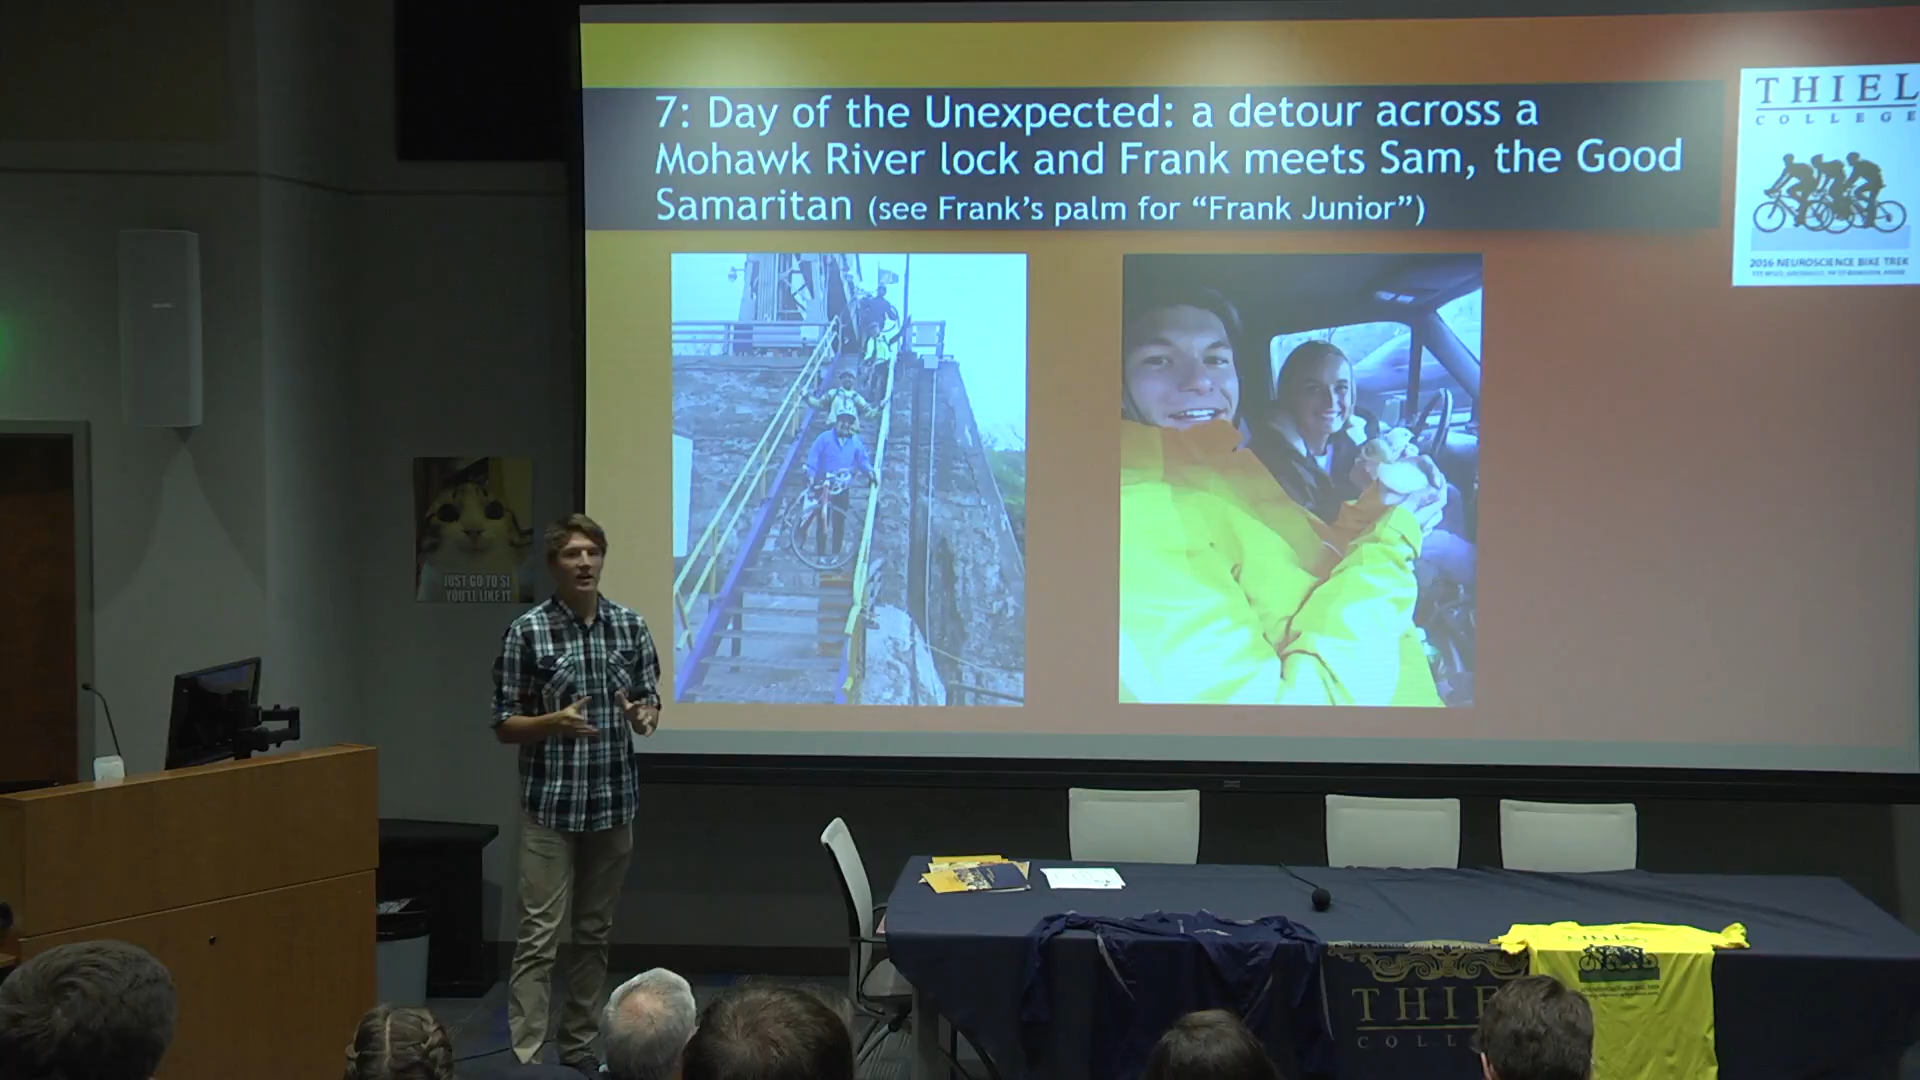 7: Day of the Unexpected: a detour across a
Mohawk River lock and Frank meets Sam, the Good
Samaritan (see Frank’s palm for “Frank Junior”)
THIEL
COLLEGE
2016 NEUROSCIENCE BIKE TREK
JUST GO TO SI
YOU'LL LIKE IT
THI
COLL